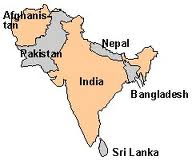 Afghanis-
tan
Nepal
Pakistan
India
Bangladesh
Sri Lanka